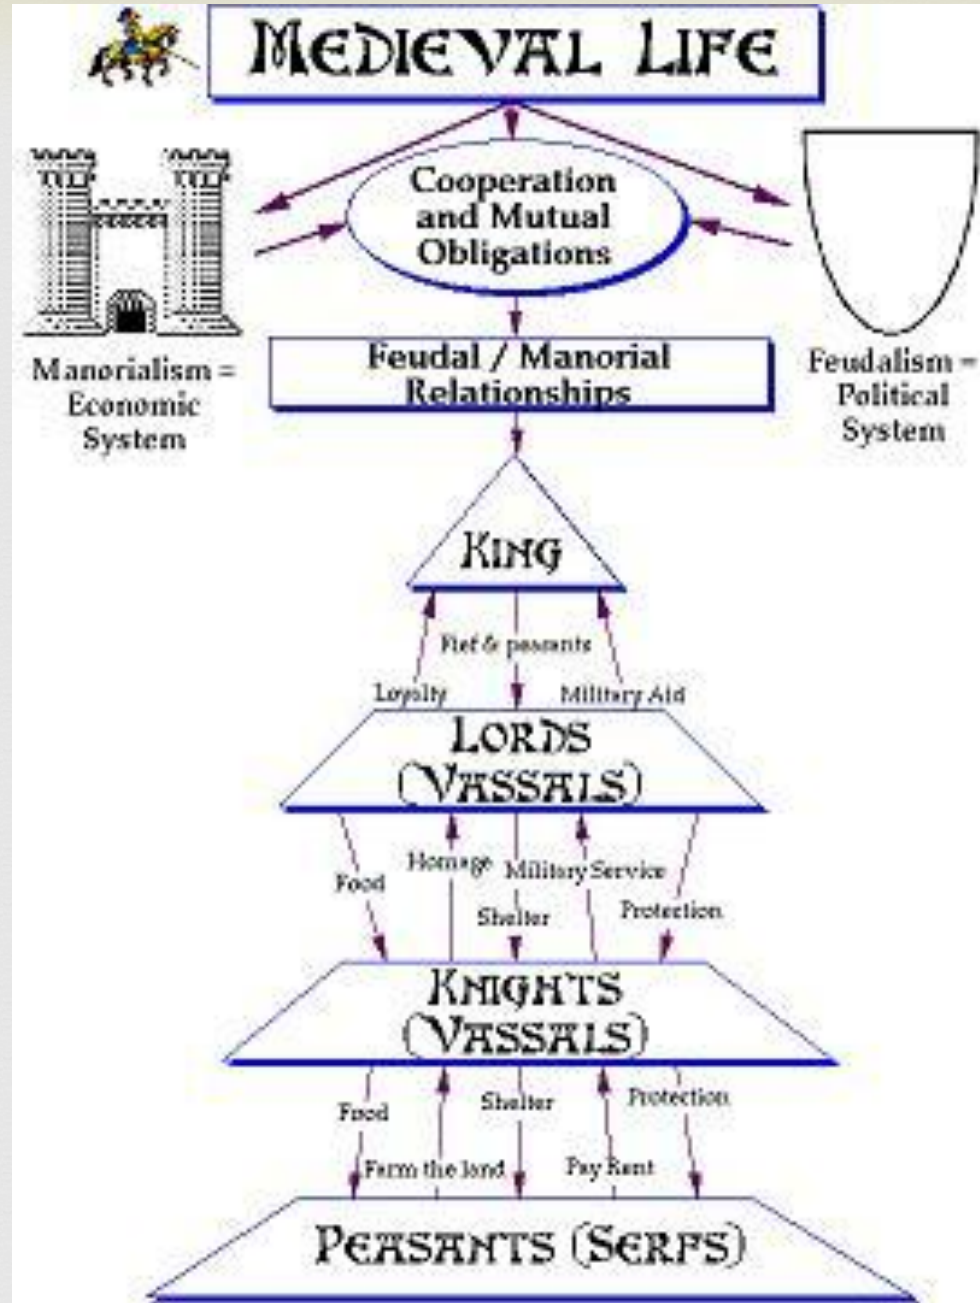 MEDIEVAL LIFE
Cooperation
and Mutual
Obligations
Manorialism =
Economic
System
Feudal / Manorial
Relationships
Feudalism =
Political
System
KING
Fief & peasants
Loyalty
Military Aid
LORDS
(VASSALS)
Food
Homage
Shelter
Military Service
Protection
KNIGHTS
(VASSALS)
Food
Farm the land
Shelter
Pay Rent
Protection
PEASANTS (SERFS)